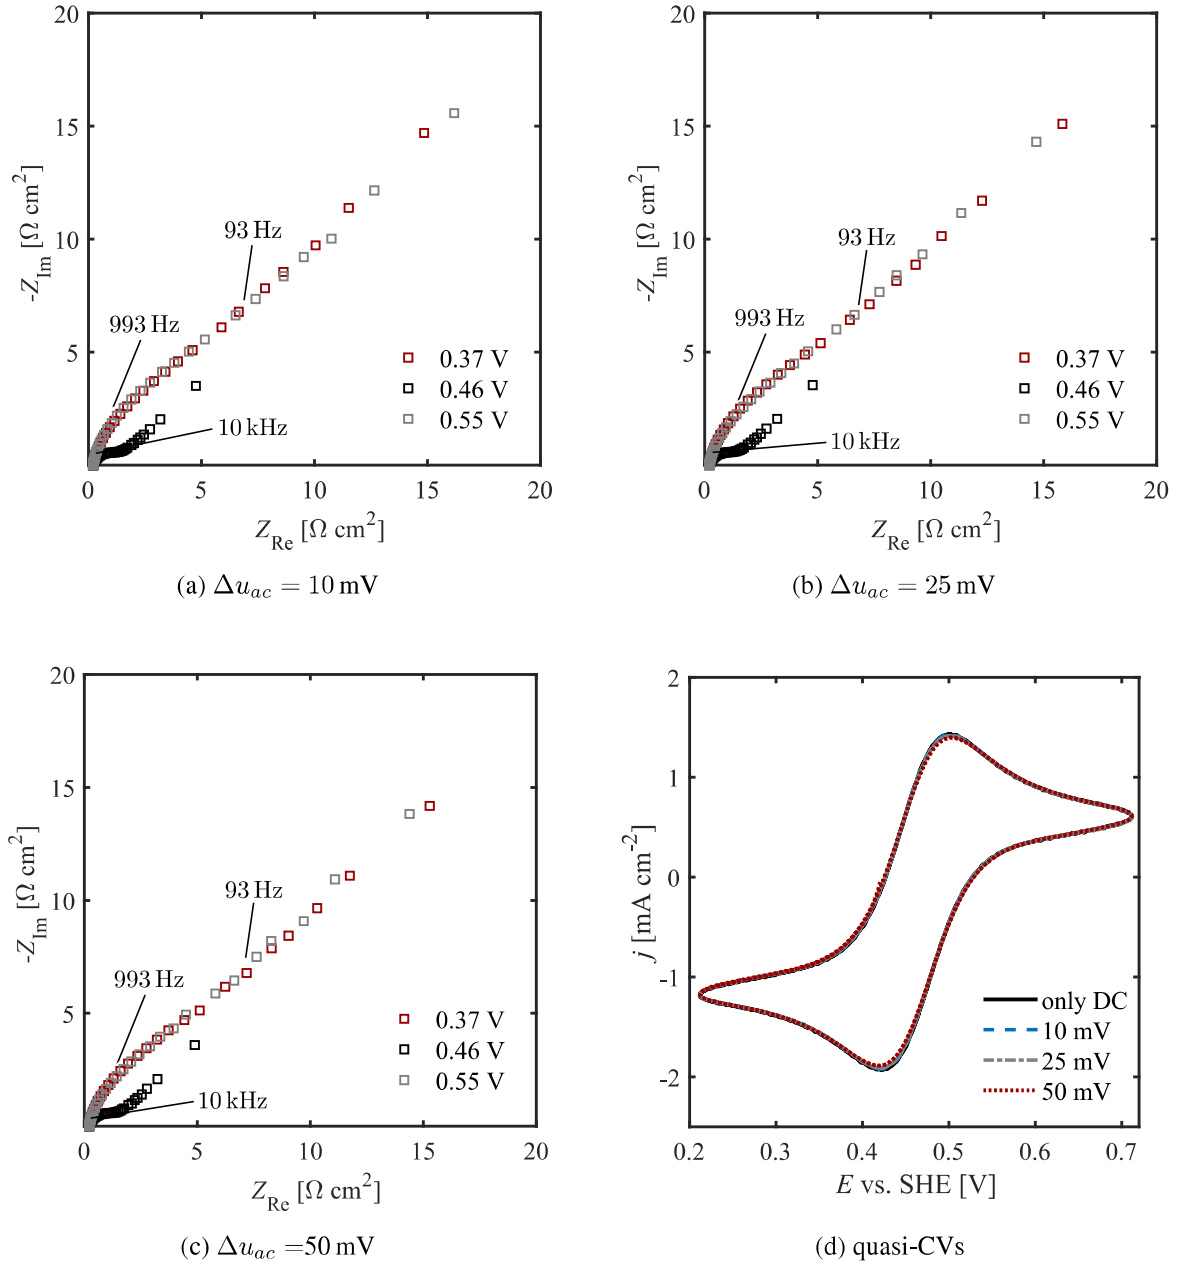 20
15
10
5
0
5
10
15
20
-Z_Im [Ω cm²]
Z_Re [Ω cm²]
93 Hz
993 Hz
10 kHz
0.37 V
0.46 V
0.55 V
(a) Δu_ac = 10 mV
20
15
10
5
0
5
10
15
20
-Z_Im [Ω cm²]
Z_Re [Ω cm²]
93 Hz
993 Hz
10 kHz
0.37 V
0.46 V
0.55 V
(b) Δu_ac = 25 mV
20
15
10
5
0
5
10
15
20
-Z_Im [Ω cm²]
Z_Re [Ω cm²]
93 Hz
993 Hz
10 kHz
0.37 V
0.46 V
0.55 V
(c) Δu_ac =50 mV
2
1
0
-1
-2
0.2
0.3
0.4
0.5
0.6
0.7
j [mA cm⁻²]
E vs. SHE [V]
only DC
10 mV
25 mV
50 mV
(d) quasi-CVs